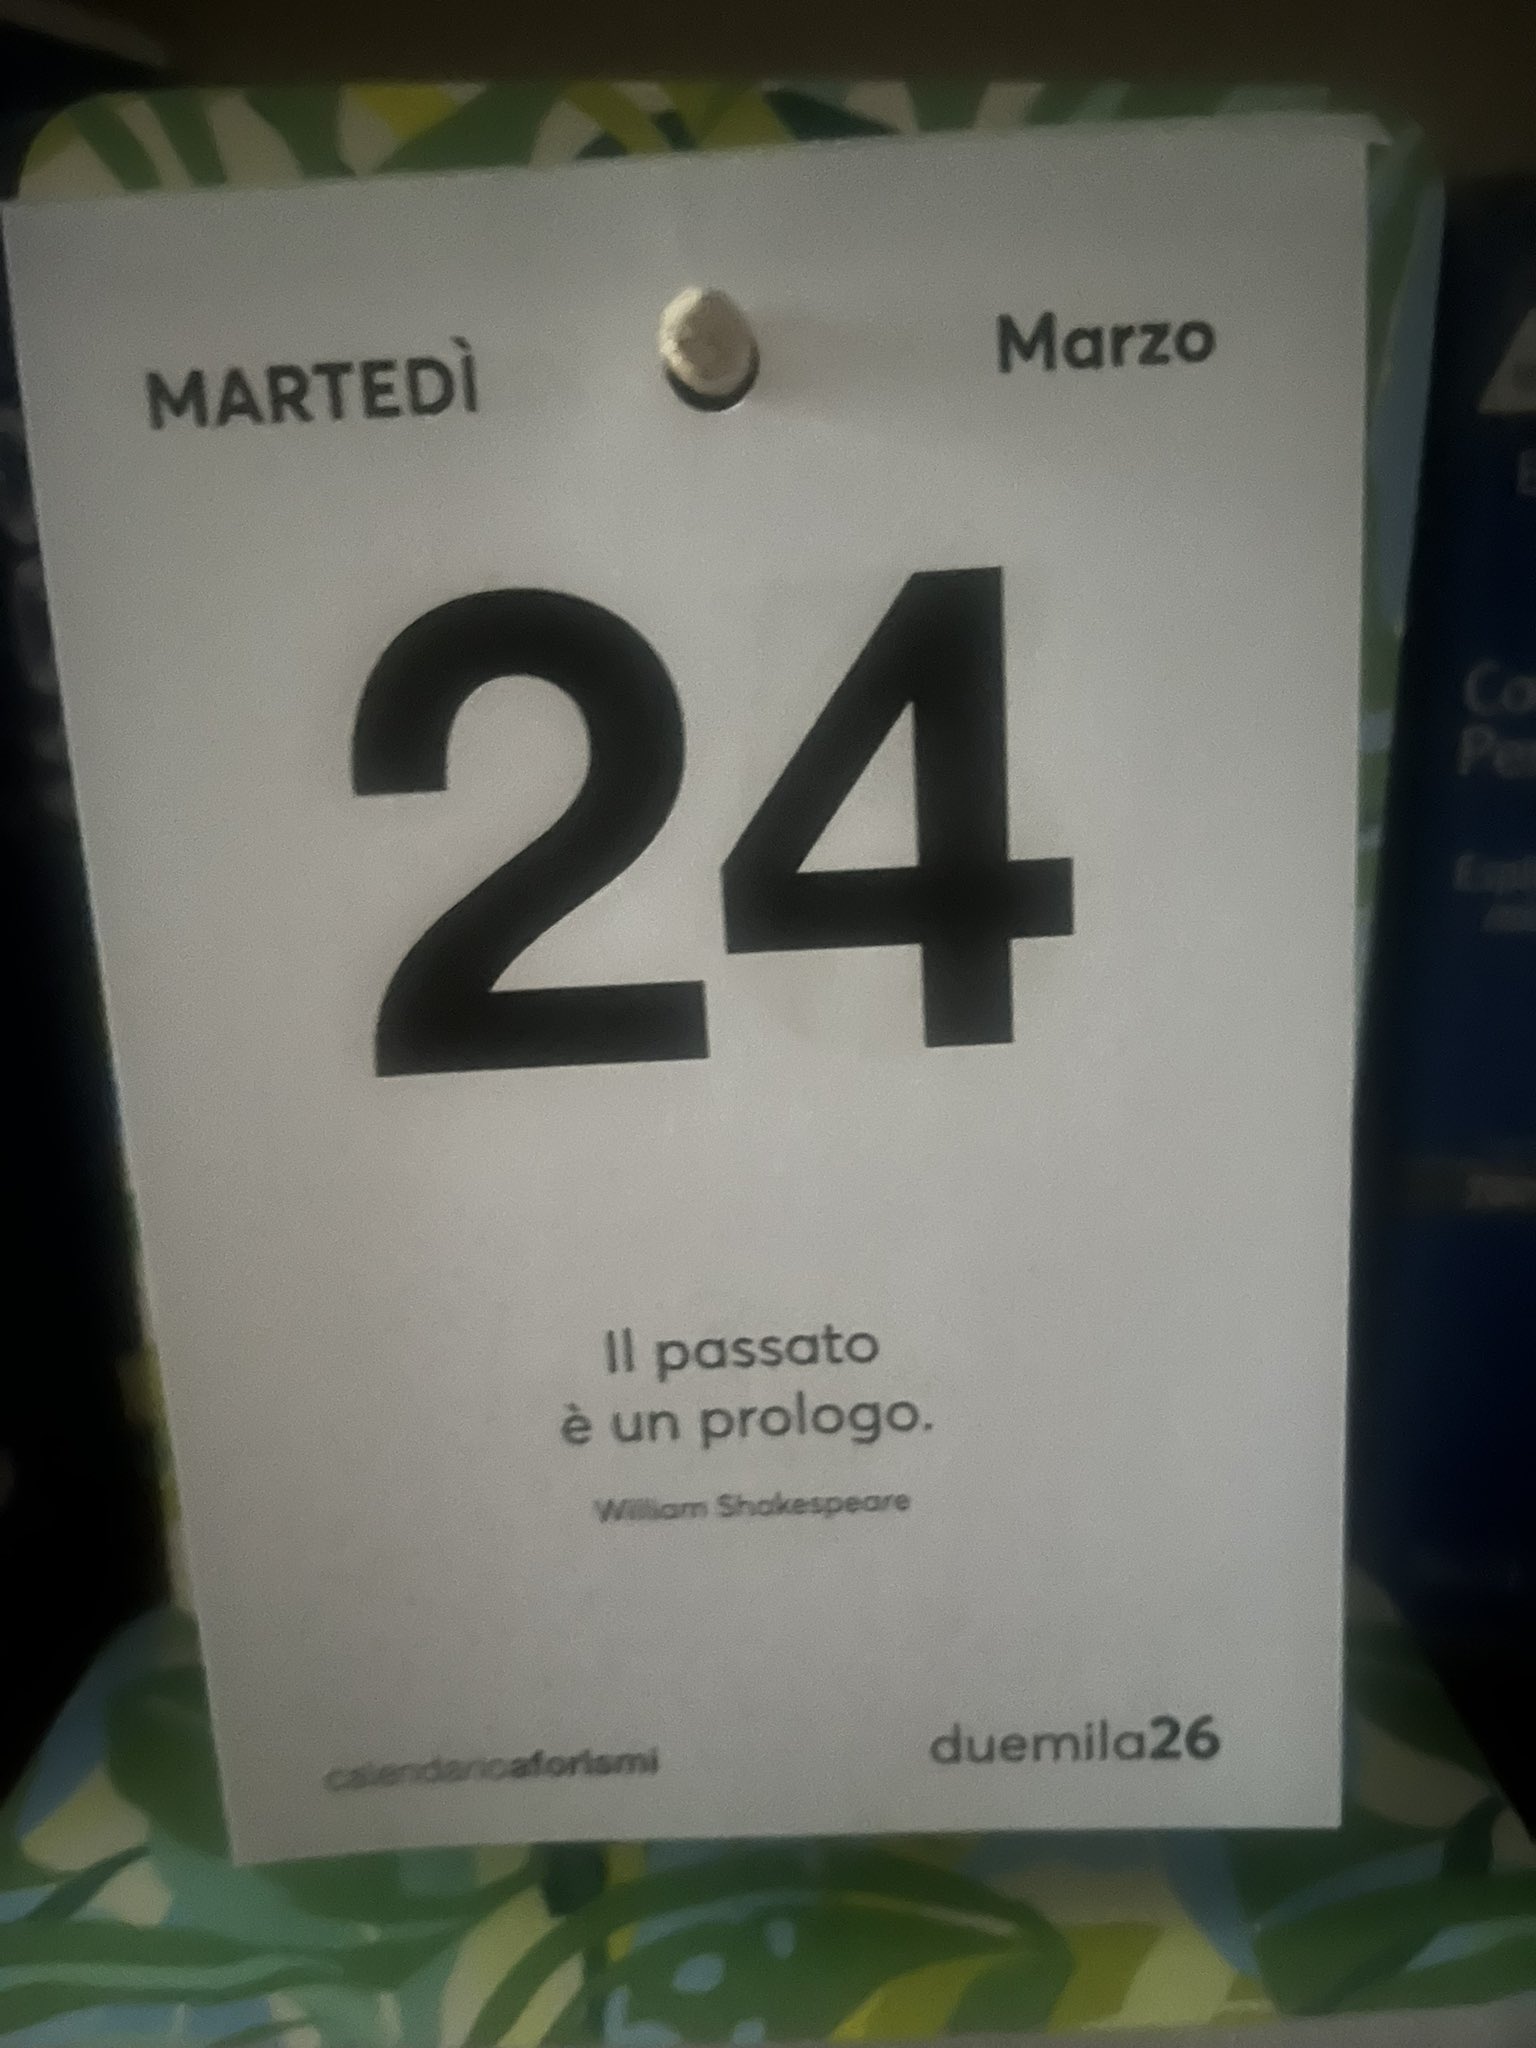 MARTEDÌ
Marzo
24
Il passato
è un prologo.
William Shakespeare
calendarioaforismi
duemila26